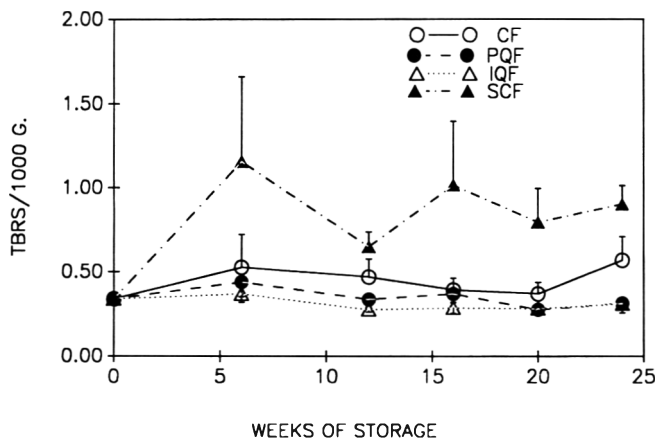 2.00
CF
PQF
IQF
SCF
1.50
1.00
0.50
0.00
TBRS/1000 G.
0 5 10 15 20 25
WEEKS OF STORAGE